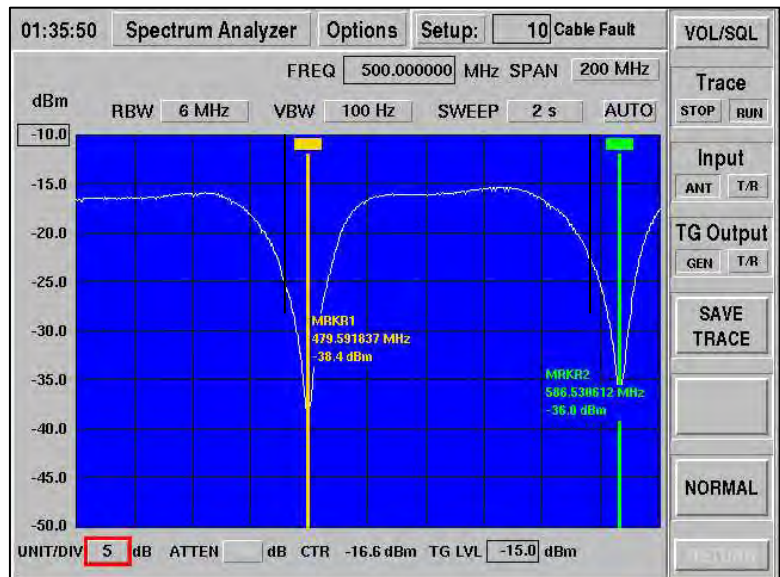 01:35:50 Spectrum Analyzer Options Setup: 10 Cable Fault
FREQ 500.000000 MHz SPAN 200 MHz
dBm RBW 6 MHz VBW 100 Hz SWEEP 2 s AUTO
-10.0
-15.0
-20.0
-25.0
-30.0
-35.0
-40.0
-45.0
-50.0
MRKR1
479.591837 MHz
-38.4 dBm
MRKR2
586.530612 MHz
-36.0 dBm
UNIT/DIV 5 dB ATTEN dB CTR -16.6 dBm TG LVL -15.0 dBm
VOL/SQL
Trace
STOP RUN
Input
ANT T/R
TG Output
GEN T/R
SAVE
TRACE
NORMAL